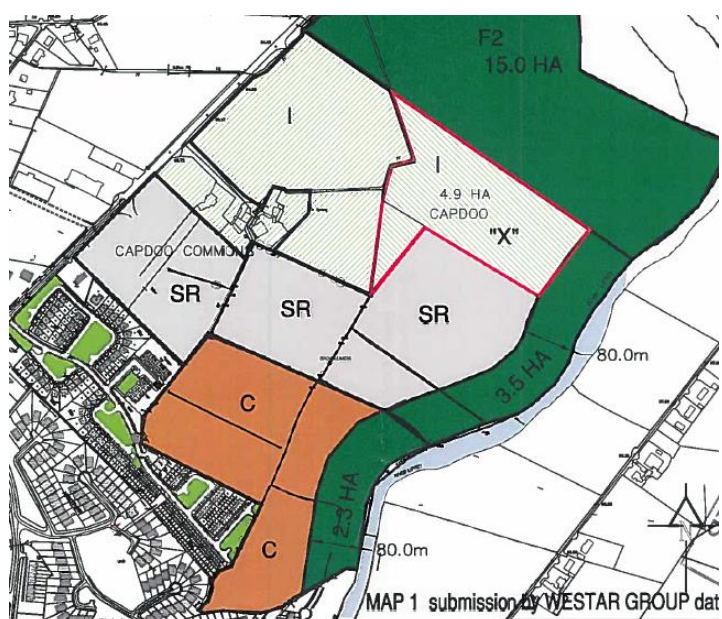 F2
15.0 HA
I
I
4.9 HA
CAPDOO
"X"
CAPDOO COMMONS
SR
SR
SR
80.0m
3.5 HA
C
2.3 HA
C
80.0m
N
MAP 1 submission by WESTAR GROUP dat